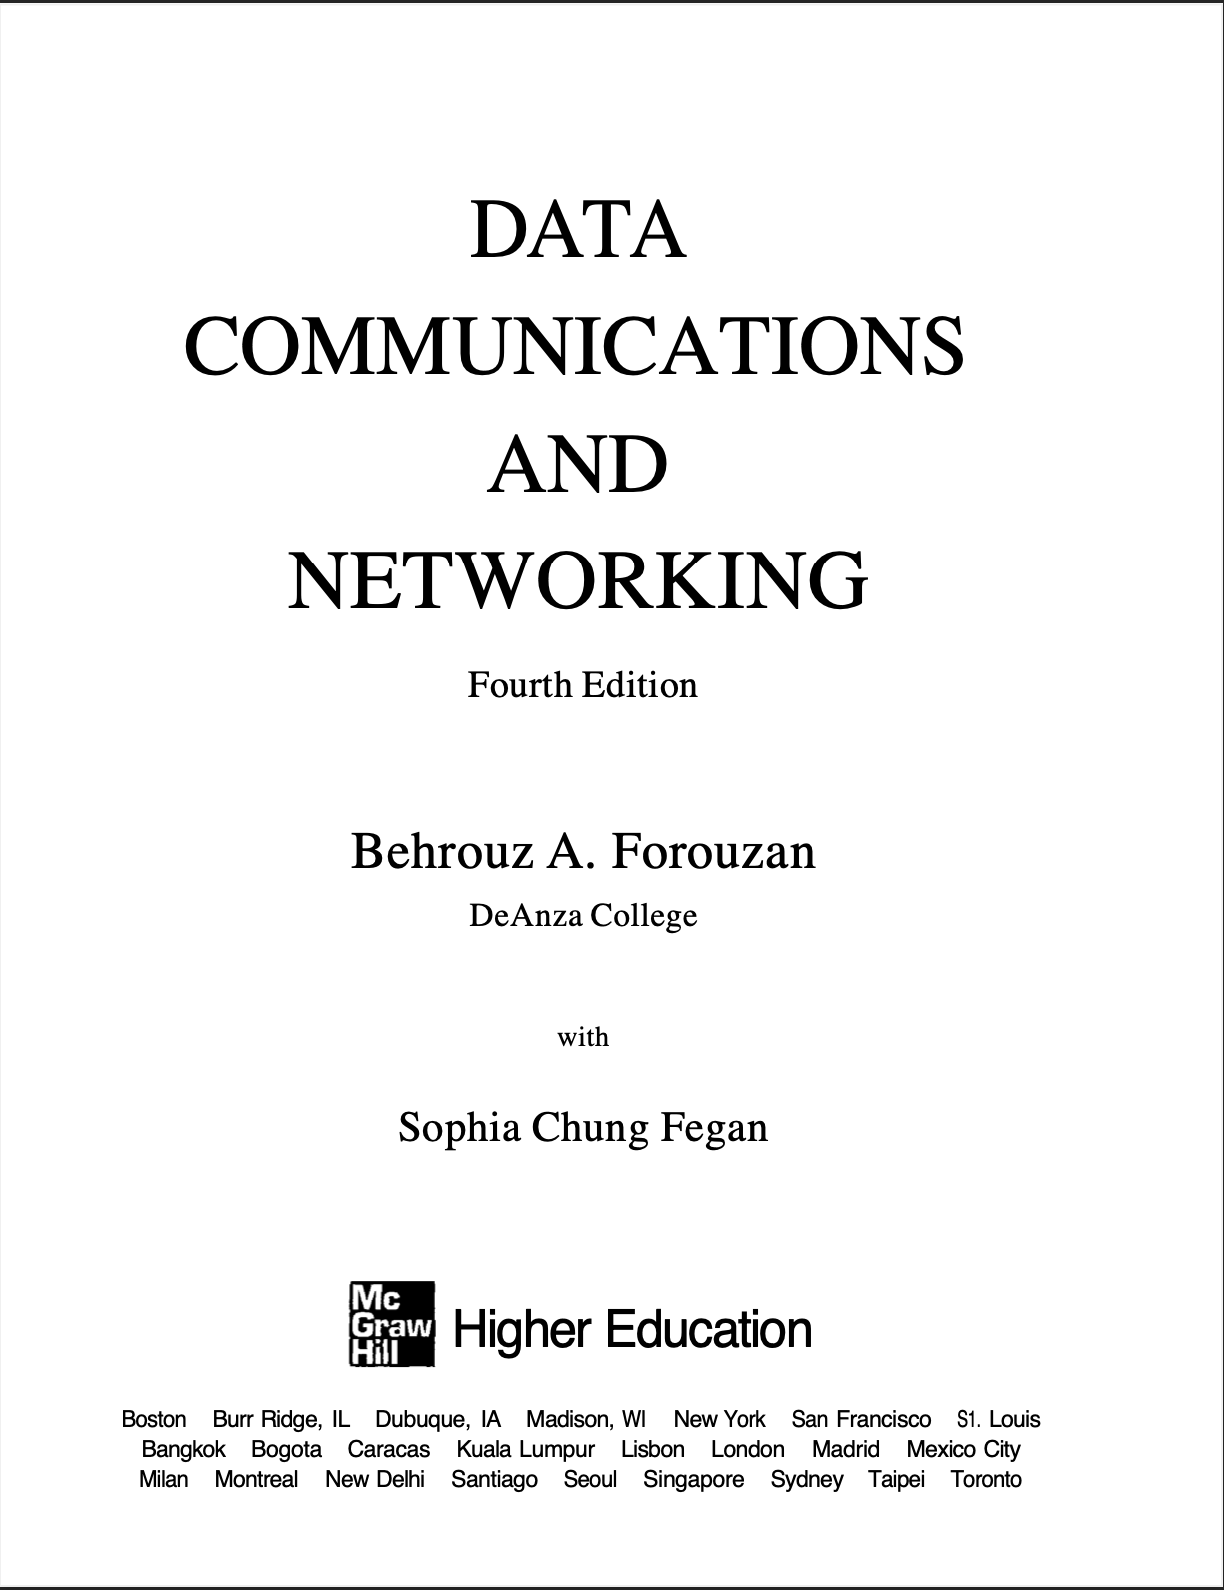 DATA
COMMUNICATIONS
AND
NETWORKING
Fourth Edition
Behrouz A. Forouzan
DeAnza College
with
Sophia Chung Fegan
Mc
Graw
Hill
Higher Education
Boston Burr Ridge, IL Dubuque, IA Madison, WI New York San Francisco S1. Louis
Bangkok Bogota Caracas Kuala Lumpur Lisbon London Madrid Mexico City
Milan Montreal New Delhi Santiago Seoul Singapore Sydney Taipei Toronto